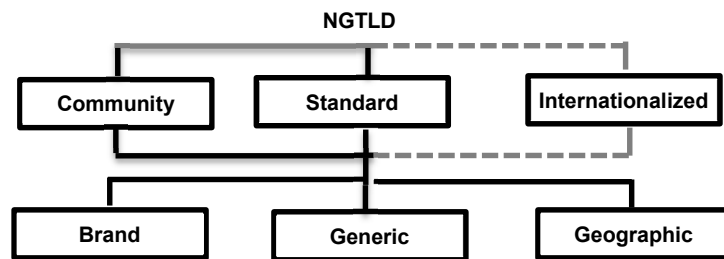 NGTLD
Community
Standard
Internationalized
Brand
Generic
Geographic